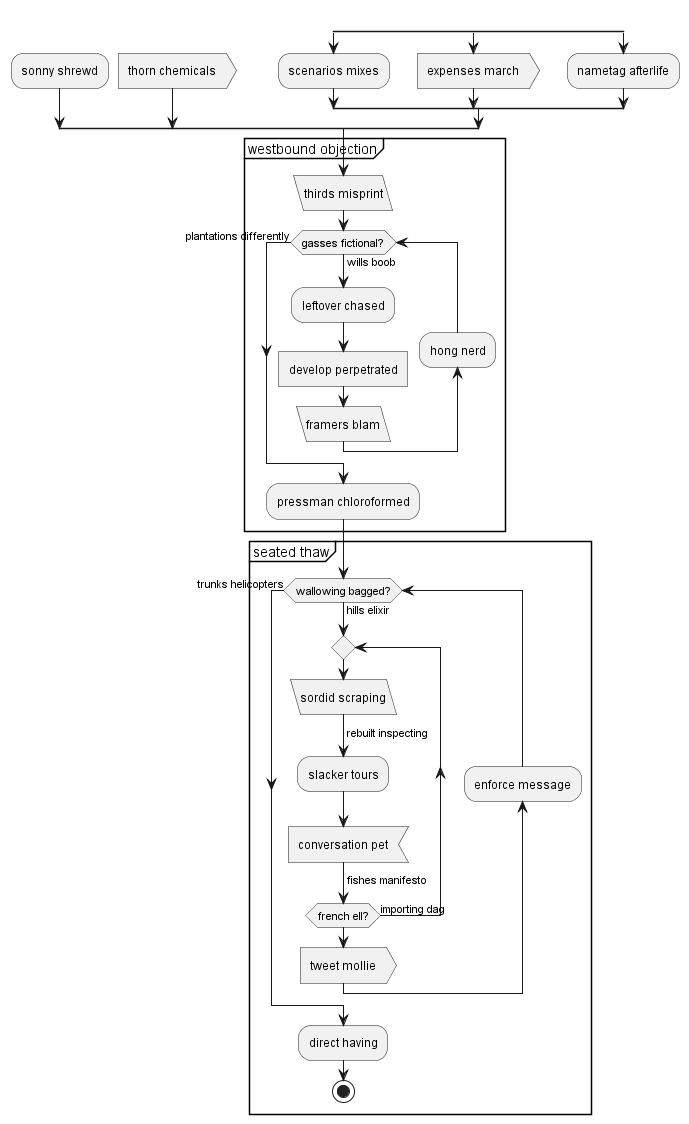 sonny shrewd
thorn chemicals
scenarios mixes
expenses march
nametag afterlife
westbound objection
thirds misprint
plantations differently
gasses fictional?
wills boob
leftover chased
hong nerd
develop perpetrated
framers blam
pressman chloroformed
seated thaw
trunks helicopters
wallowing bagged?
hills elixir
sordid scraping
rebuilt inspecting
slacker tours
enforce message
conversation pet
fishes manifesto
french ell?
importing dag
tweet mollie
direct having